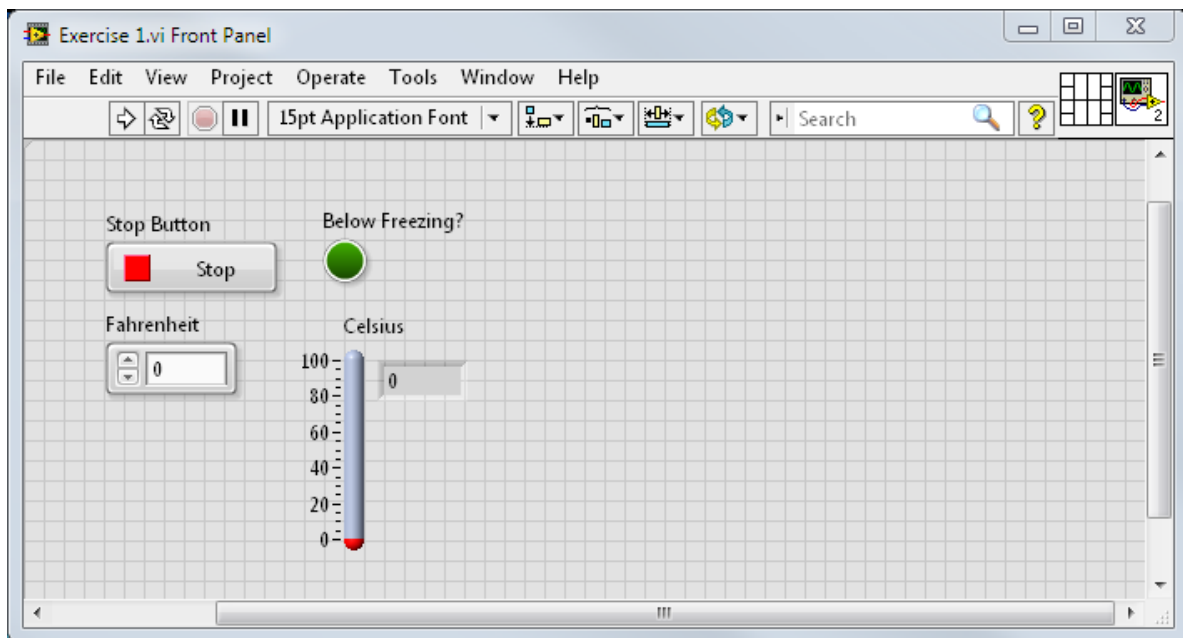 Exercise 1.vi Front Panel
File Edit View Project Operate Tools Window Help
15pt Application Font Search ? 2
Stop Button Below Freezing?
Stop
Fahrenheit Celsius
0
100
0
80
60
40
20
0